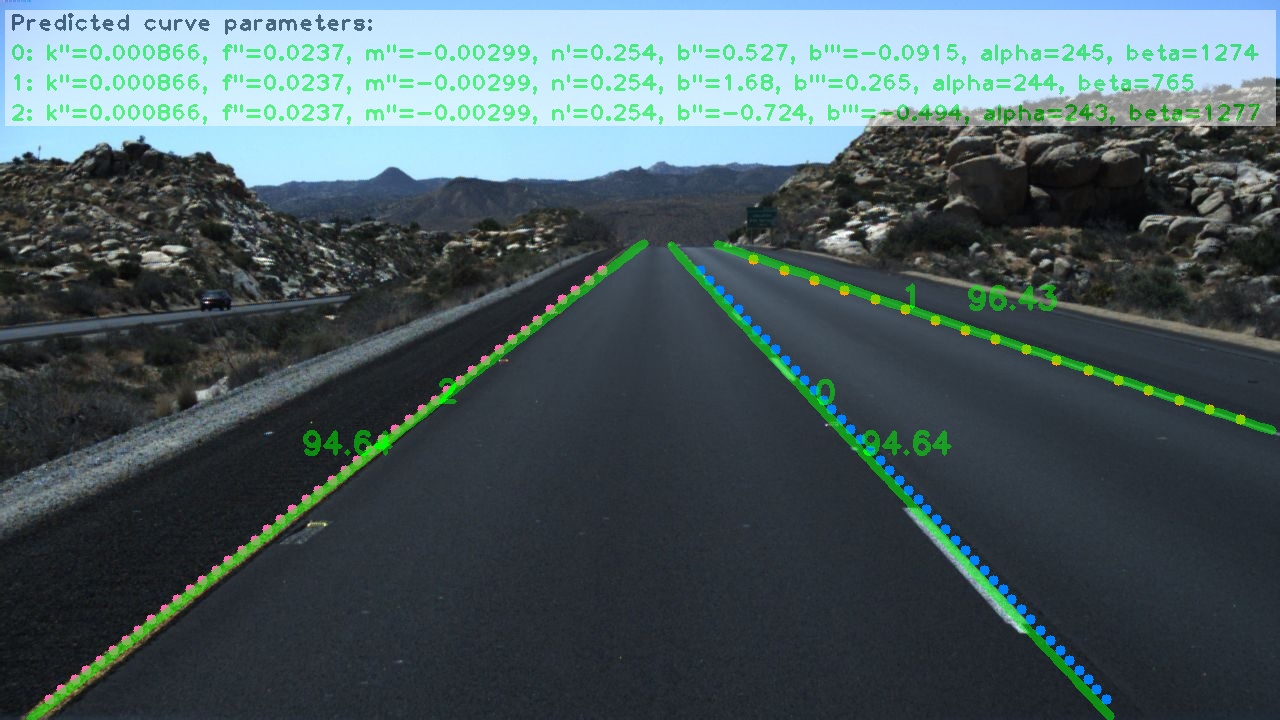 Predicted curve parameters:
0: k''=0.000866, f''=0.0237, m''=-0.00299, n'=0.254, b''=0.527, b'''=-0.0915, alpha=245, beta=1274
1: k''=0.000866, f''=0.0237, m''=-0.00299, n'=0.254, b''=1.68, b'''=0.265, alpha=244, beta=765
2: k''=0.000866, f''=0.0237, m''=-0.00299, n'=0.254, b''=-0.724, b'''=-0.494, alpha=243, beta=1277
1 96.43
2 0
94.64 94.64